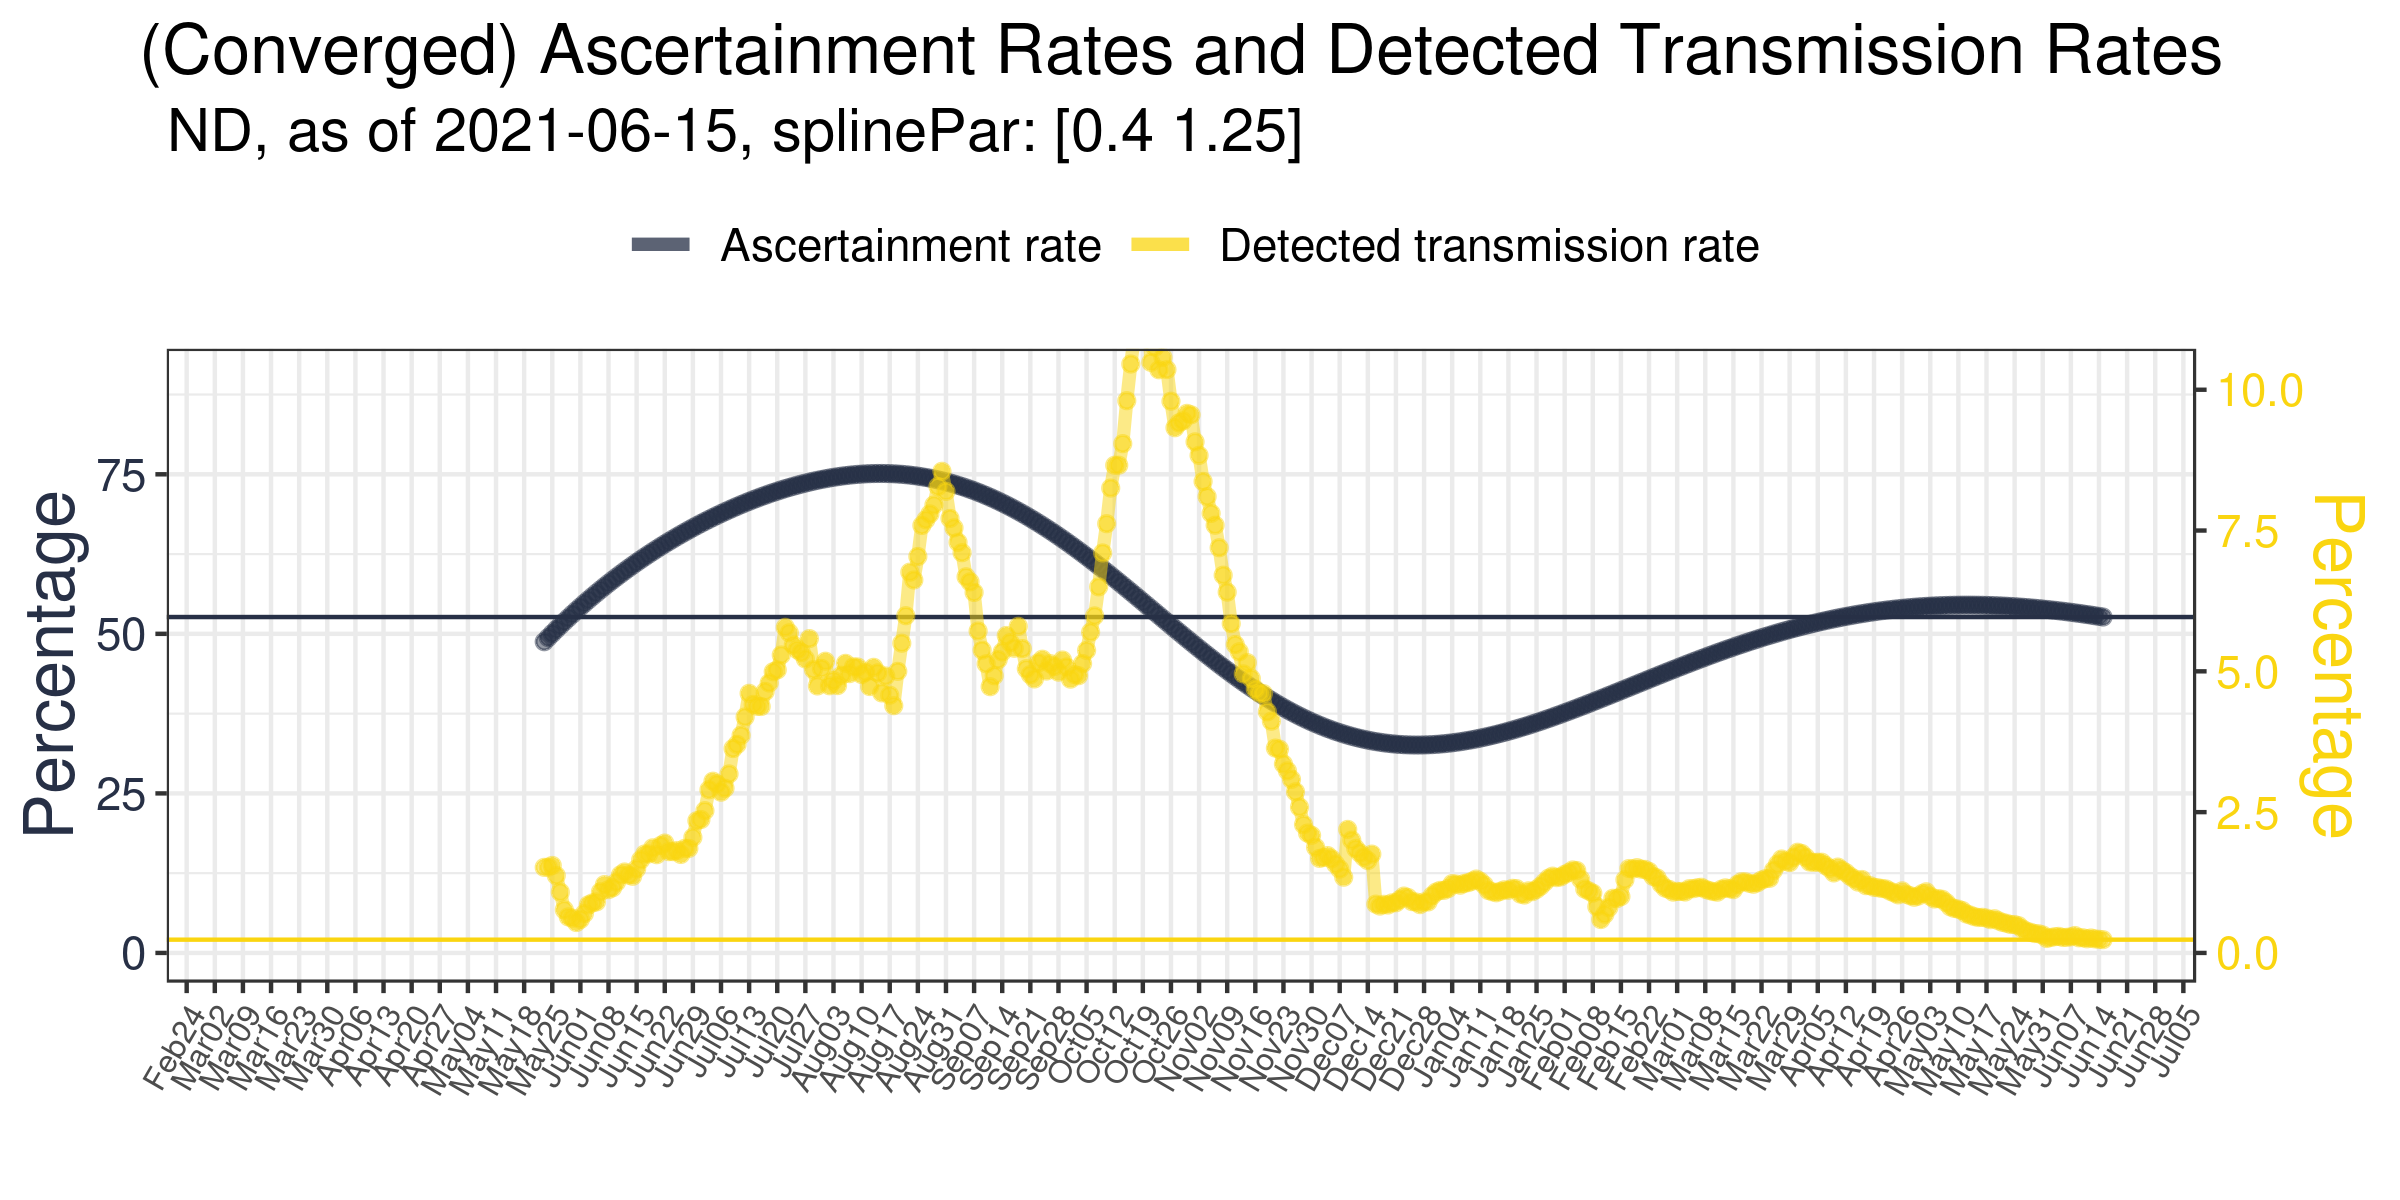 (Converged) Ascertainment Rates and Detected Transmission Rates
ND, as of 2021-06-15, splinePar: [0.4 1.25]
Ascertainment rate
Detected transmission rate
Percentage
75
50
25
0
10.0
7.5
5.0
2.5
0.0
Percentage
Feb24
Mar02
Mar09
Mar16
Mar23
Mar30
Apr06
Apr13
Apr20
Apr27
May04
May11
May18
May25
Jun01
Jun08
Jun15
Jun22
Jun29
Jul06
Jul13
Jul20
Jul27
Aug03
Aug10
Aug17
Aug24
Aug31
Sep07
Sep14
Sep21
Sep28
Oct05
Oct12
Oct19
Oct26
Nov02
Nov09
Nov16
Nov23
Nov30
Dec07
Dec14
Dec21
Dec28
Jan04
Jan11
Jan18
Jan25
Feb01
Feb08
Feb15
Feb22
Mar01
Mar08
Mar15
Mar22
Mar29
Apr05
Apr12
Apr19
Apr26
May03
May10
May17
May24
May31
Jun07
Jun14
Jun21
Jun28
Jul05